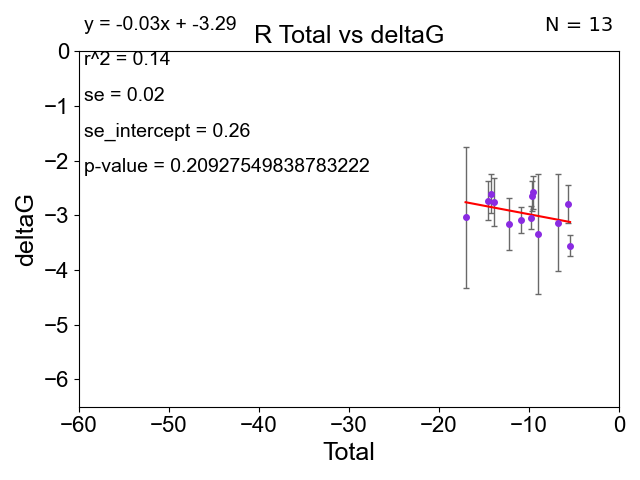 y = -0.03x + -3.29
N = 13
R Total vs deltaG
r^2 = 0.14
se = 0.02
se_intercept = 0.26
p-value = 0.20927549838783222
0
−1
−2
−3
−4
−5
−6
deltaG
−60 −50 −40 −30 −20 −10 0
Total